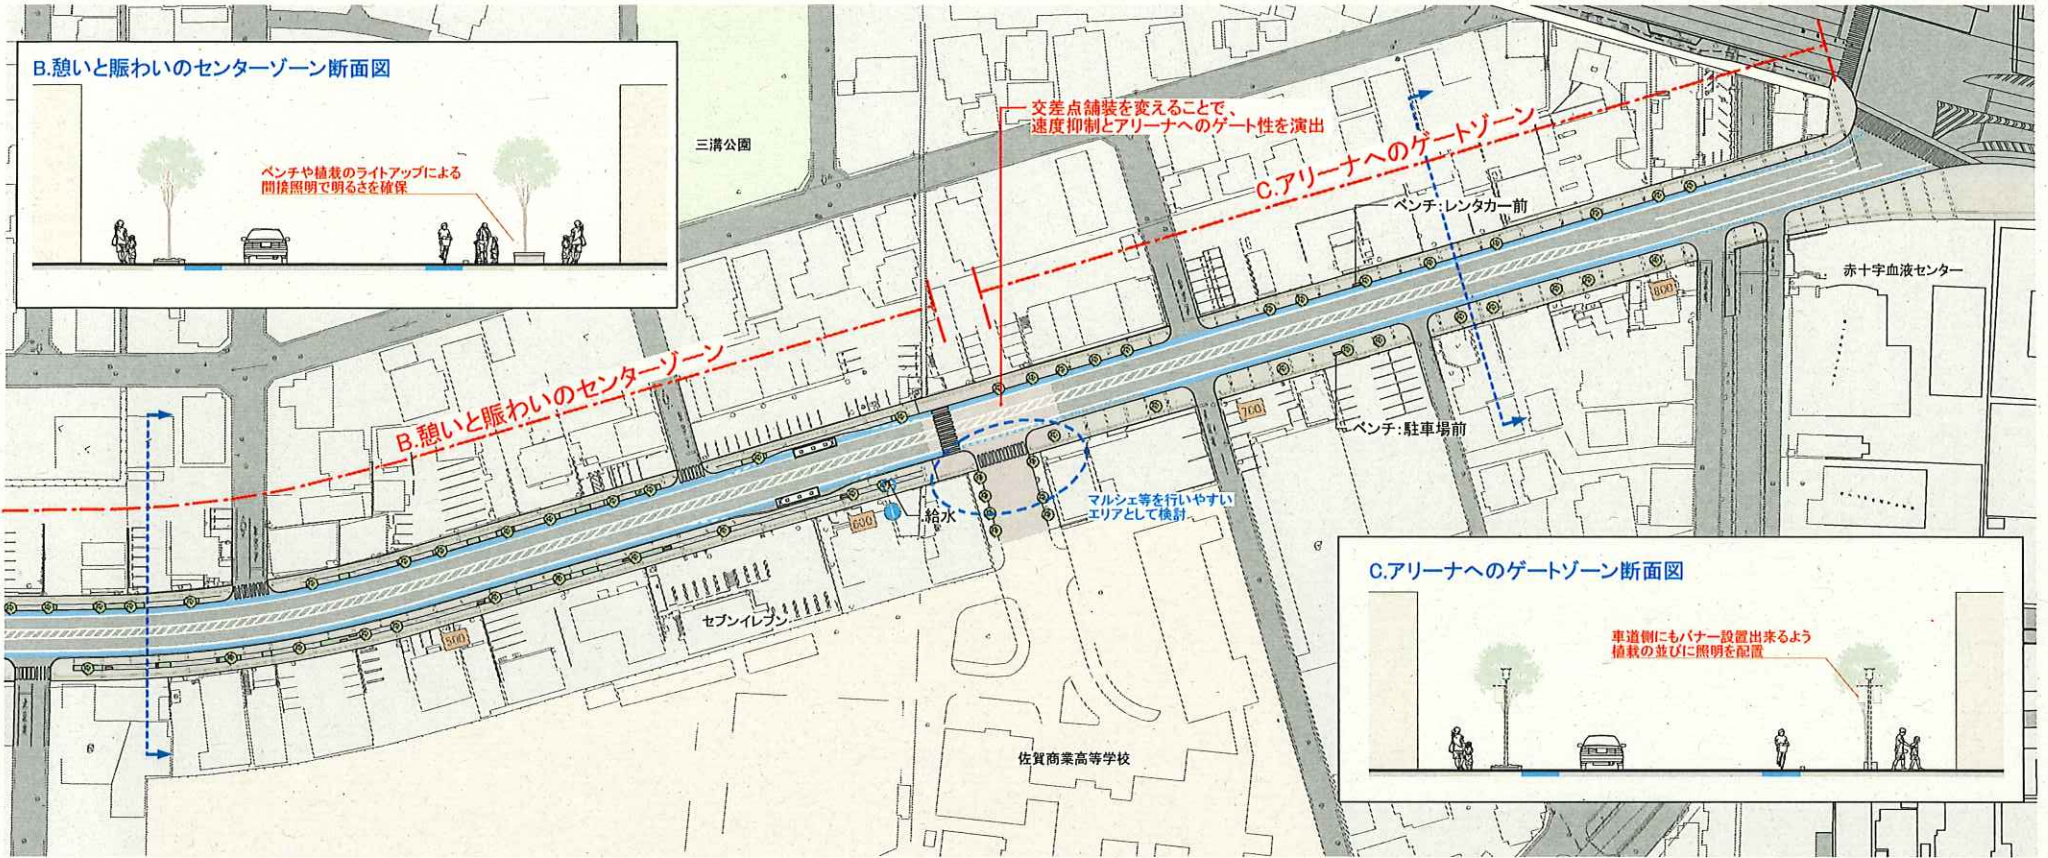 B.憩いと賑わいのセンターゾーン断面図
ベンチや植栽のライトアップによる
間接照明で明るさを確保
三溝公園
交差点舗装を変えることで、
速度抑制とアリーナへのゲート性を演出
C.アリーナへのゲートゾーン
ベンチ:レンタカー前
赤十字血液センター
800
B.憩いと賑わいのセンターゾーン
700
ベンチ:駐車場前
マルシェ等を行いやすい
エリアとして検討
600
給水
セブンイレブン
500
佐賀商業高等学校
C.アリーナへのゲートゾーン断面図
車道側にもバナー設置出来るよう
植栽の並びに照明を配置